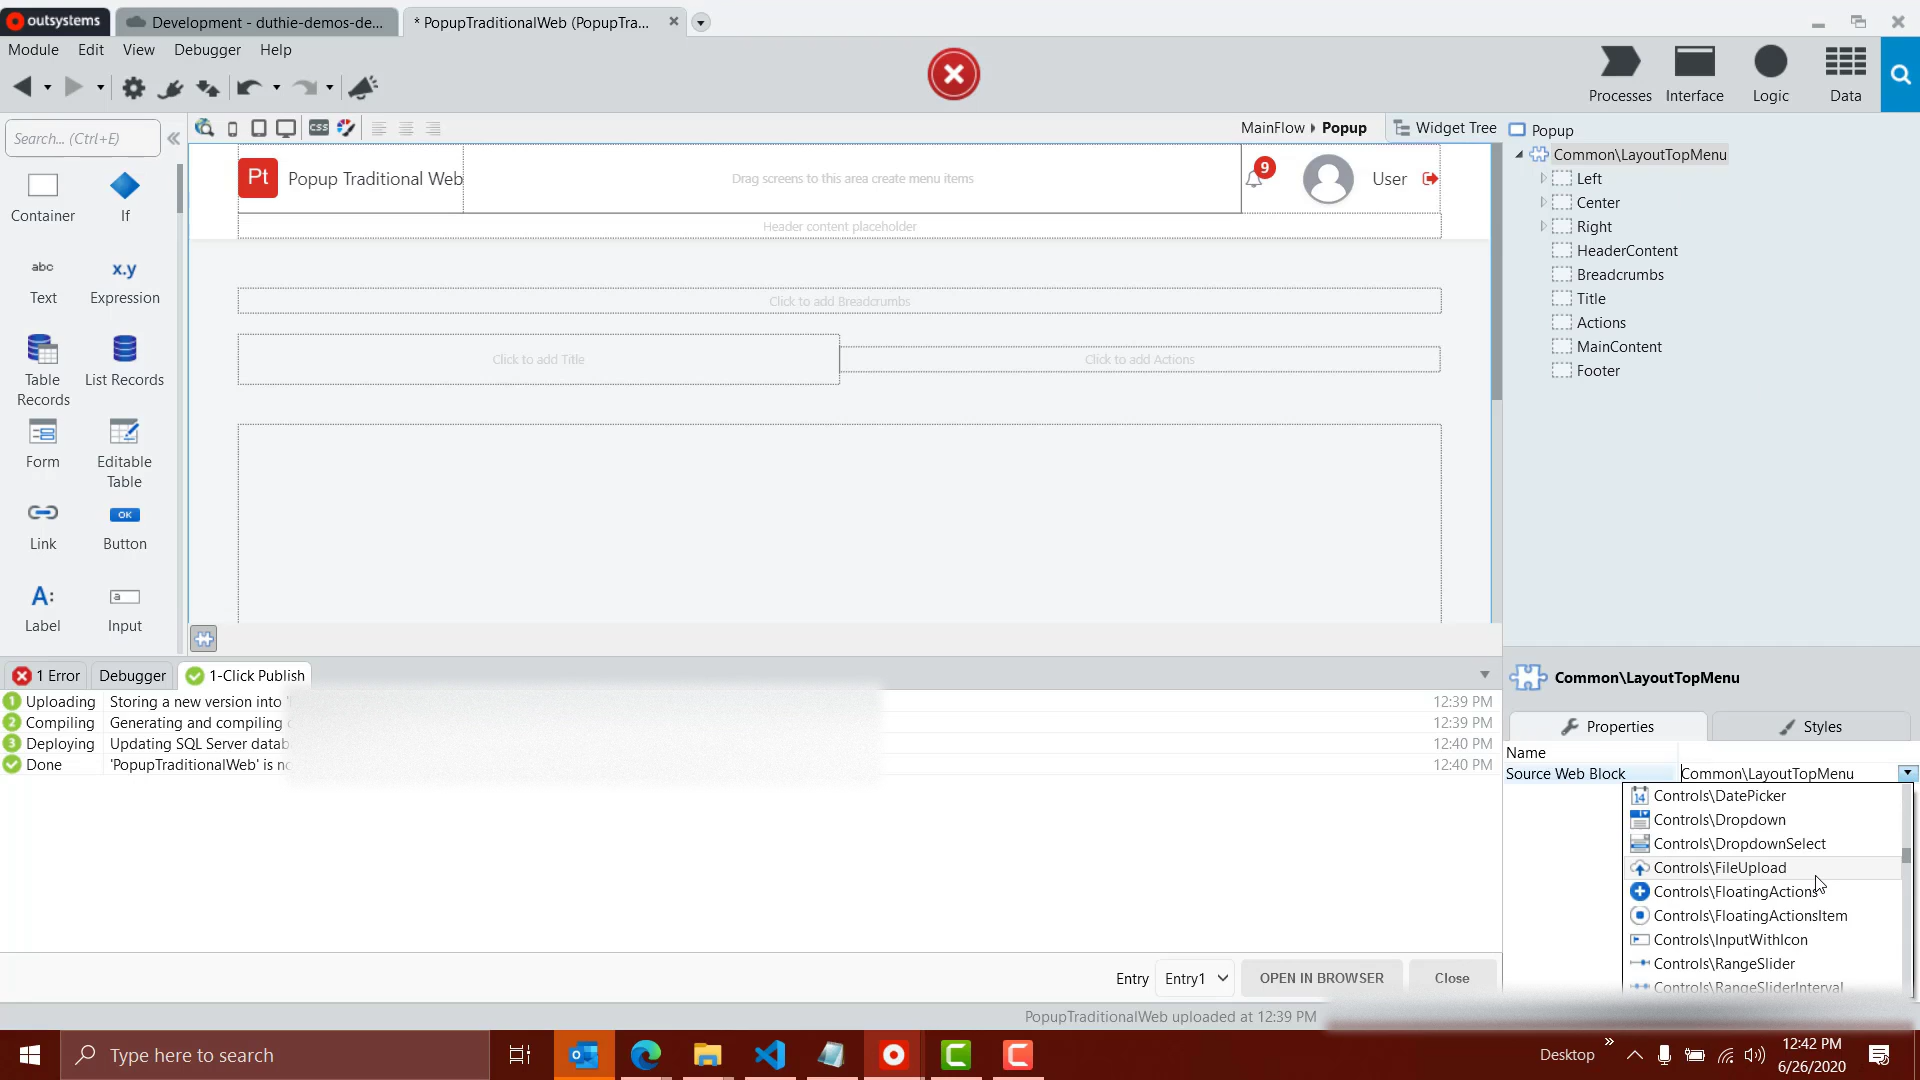 outsystems
Development - duthie-demos-de...
* PopupTraditionalWeb (PopupTra...
Module Edit View Debugger Help
Processes Interface Logic Data
Search... (Ctrl+E)
CSS
MainFlow Popup
Widget Tree
Popup
Container If
abc x.y
Text Expression
Table Records
List Records
Form
Editable Table
OK
Link Button
A: a
Label Input
Pt Popup Traditional Web
Drag screens to this area create menu items
9
User
Header content placeholder
Click to add Breadcrumbs
Click to add Title
Click to add Actions
Common\LayoutTopMenu
Left
Center
Right
HeaderContent
Breadcrumbs
Title
Actions
MainContent
Footer
1 Error Debugger 1-Click Publish
1 Uploading Storing a new version into 12:39 PM
2 Compiling Generating and compiling 12:39 PM
3 Deploying Updating SQL Server 12:40 PM
Done 'PopupTraditionalWeb' is 12:40 PM
Entry Entry1 OPEN IN BROWSER Close
PopupTraditionalWeb uploaded at 12:39 PM
Common\LayoutTopMenu
Properties Styles
Name
Source Web Block Common\LayoutTopMenu
14 Controls\DatePicker
Controls\Dropdown
Controls\DropdownSelect
Controls\FileUpload
Controls\FloatingActions
Controls\FloatingActionsItem
Controls\InputWithIcon
Controls\RangeSlider
Controls\RangeSliderInterval
Type here to search
Desktop
12:42 PM
6/26/2020